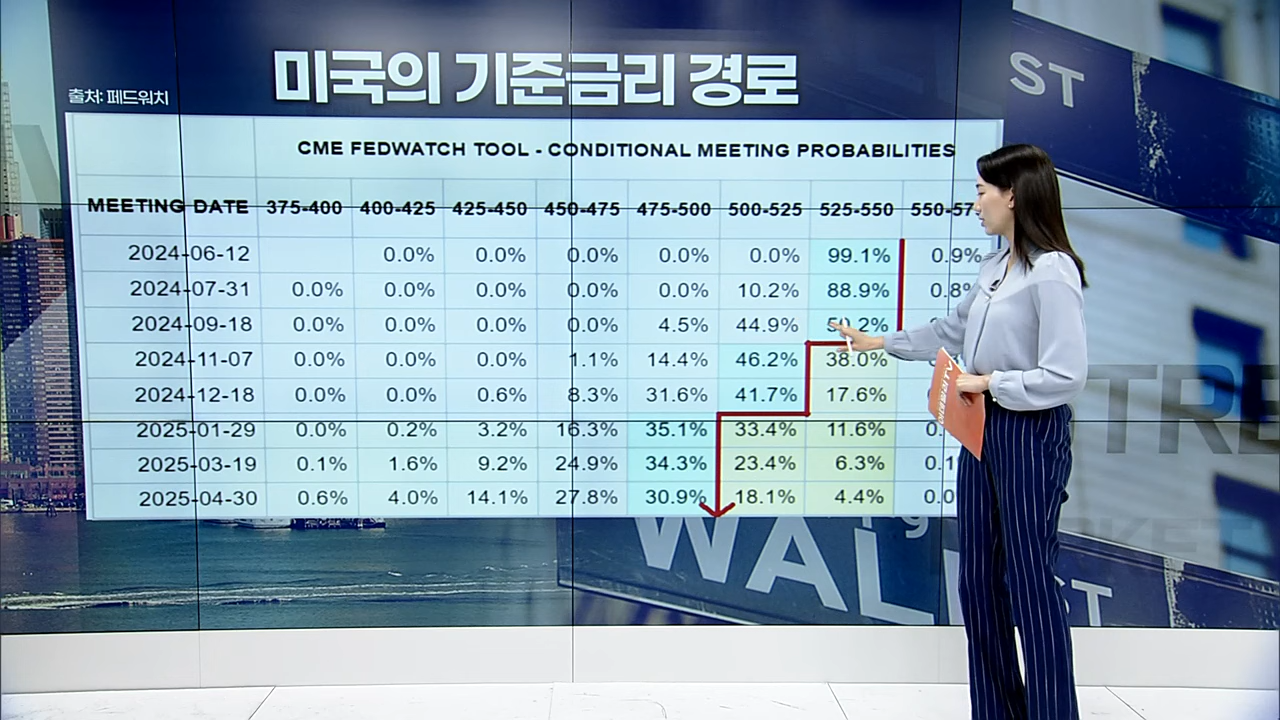 미국의 기준금리 경로
출처: 페드워치
ST
CME FEDWATCH TOOL - CONDITIONAL MEETING PROBABILITIES
MEETING DATE 375-400 400-425 425-450 450-475 475-500 500-525 525-550
2024-06-12 0.0% 0.0% 0.0% 0.0% 0.0% 99.1% 0.9%
2024-07-31 0.0% 0.0% 0.0% 0.0% 0.0% 10.2% 88.9% 0.8%
2024-09-18 0.0% 0.0% 0.0% 0.0% 4.5% 44.9%
2024-11-07 0.0% 0.0% 0.0% 1.1% 14.4% 46.2% 38.0%
2024-12-18 0.0% 0.0% 0.6% 8.3% 31.6% 41.7% 17.6%
2025-01-29 0.0% 0.2% 3.2% 16.3% 35.1% 33.4% 11.6%
2025-03-19 0.1% 1.6% 9.2% 24.9% 34.3% 23.4% 6.3%
2025-04-30 0.6% 4.0% 14.1% 27.8% 30.9% 18.1% 4.4%
WALL
ST